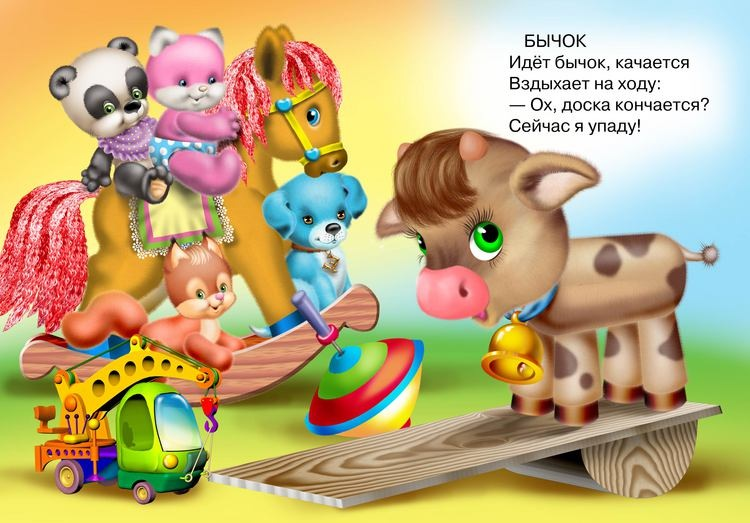 БЫЧОК
Идёт бычок, качается
Вздыхает на ходу:
— Ох, доска кончается?
Сейчас я упаду!